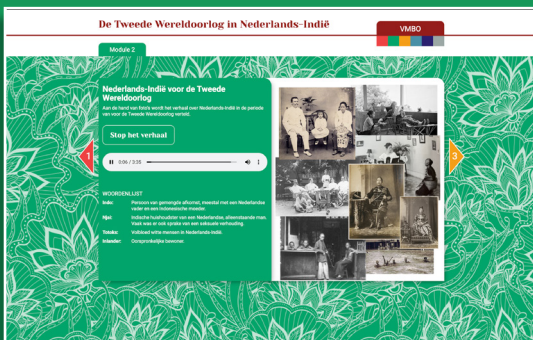 De Tweede Wereldoorlog in Nederlands-Indië
VMBO
Module 2
Nederlands-Indië voor de Tweede
Wereldoorlog
Aan de hand van foto's wordt het verhaal over Nederlands-Indië in de periode
van voor de Tweede Wereldoorlog verteld.
Stop het verhaal
1
0:06 / 3:35
3
WOORDENLIJST
Indo: Persoon van gemengde afkomst, meestal met een Nederlandse
vader en een Indonesische moeder.
Njai: Indische huishoudster van een Nederlandse, alleenstaande man.
Vaak was er ook sprake van een seksuele verhouding.
Totoks: Volbloed witte mensen in Nederlands-Indië.
Inlander: Oorspronkelijke bewoner.